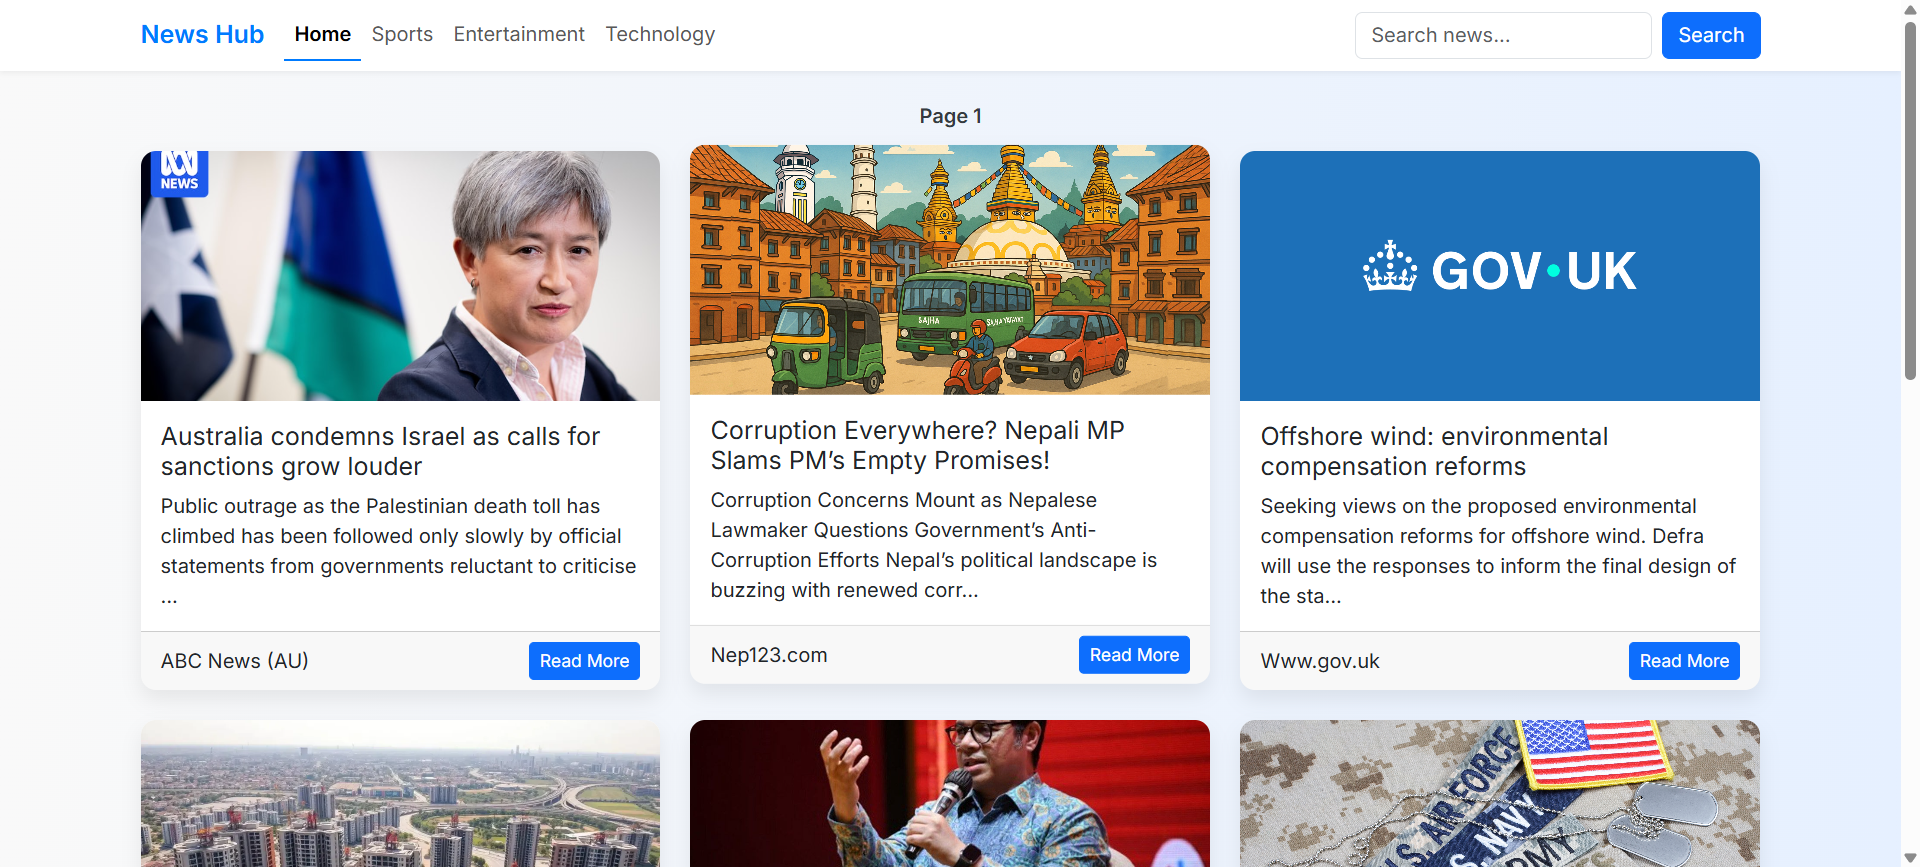 News Hub
Home
Sports
Entertainment
Technology
Search news...
Search
Page 1
NEWS
Australia condemns Israel as calls for
sanctions grow louder
Public outrage as the Palestinian death toll has
climbed has been followed only slowly by official
statements from governments reluctant to criticise
...
ABC News (AU)
Read More
SAJHA
SAJHA YATAYAT
Corruption Everywhere? Nepali MP
Slams PM’s Empty Promises!
Corruption Concerns Mount as Nepalese
Lawmaker Questions Government’s Anti-
Corruption Efforts Nepal’s political landscape is
buzzing with renewed corr...
Nep123.com
Read More
GOV·UK
Offshore wind: environmental
compensation reforms
Seeking views on the proposed environmental
compensation reforms for offshore wind. Defra
will use the responses to inform the final design of
the sta...
Www.gov.uk
Read More
U.S. AIR FORCE
U.S. NAVY
ARMY